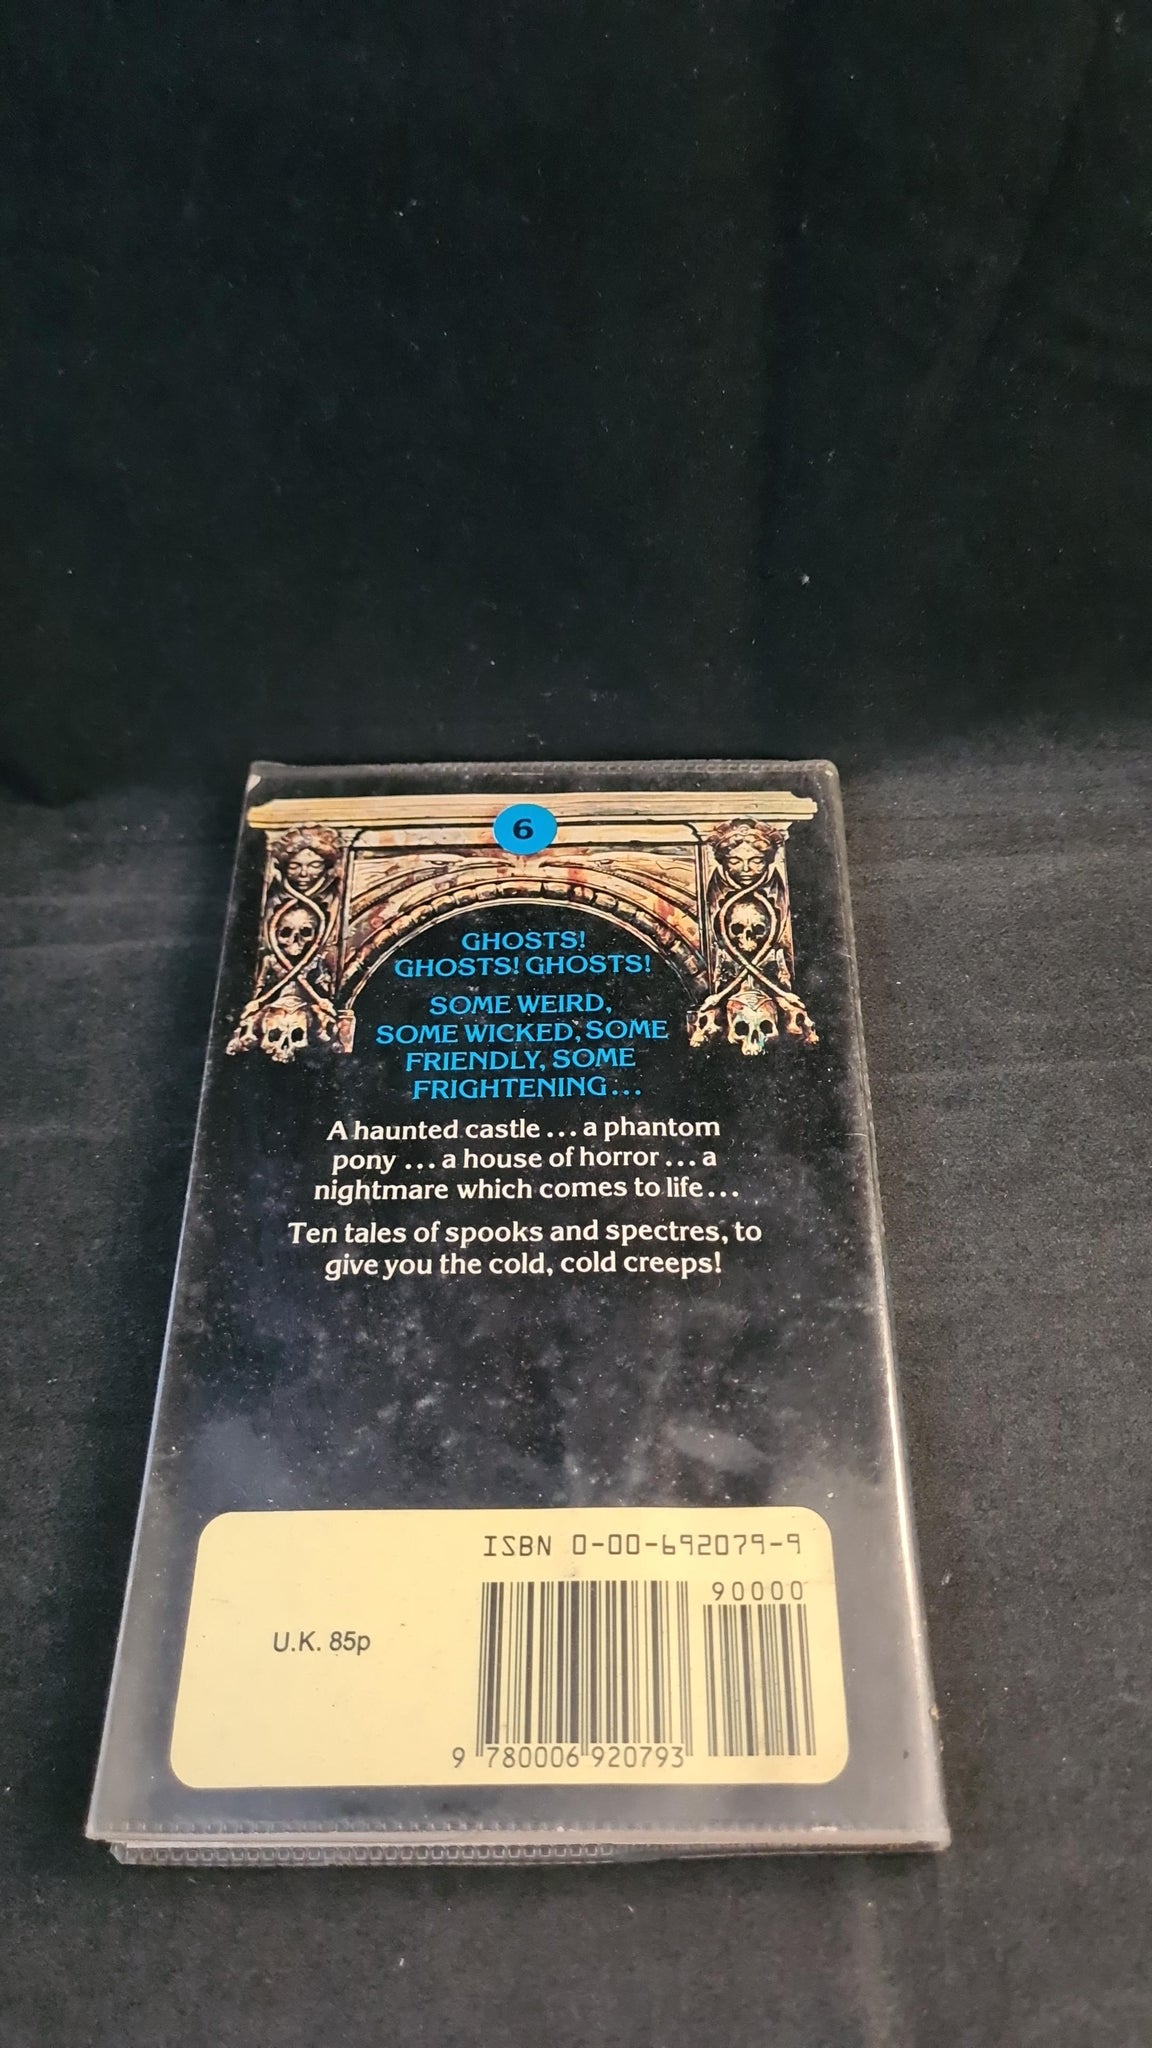 6
GHOSTS!
GHOSTS! GHOSTS!
SOME WEIRD,
SOME WICKED, SOME
FRIENDLY, SOME
FRIGHTENING...
A haunted castle... a phantom
pony... a house of horror... a
nightmare which comes to life...
Ten tales of spooks and spectres, to
give you the cold, cold creeps!
ISBN 0-00-692079-9
90000
U.K. 85p
9 780006 920793